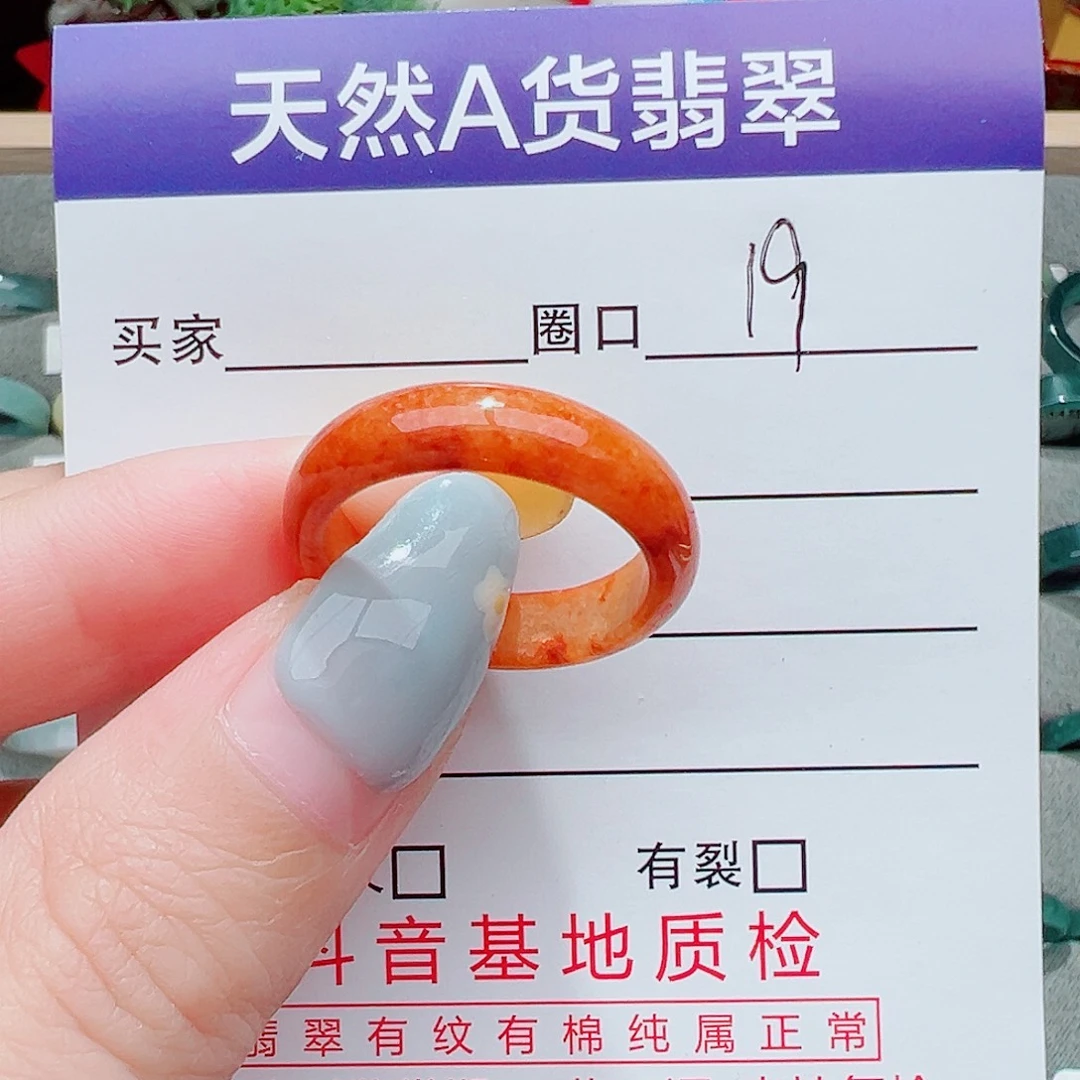 天然A货翡翠
买家 圈口 19
有裂
音基地质检
翠有纹有棉纯属正常